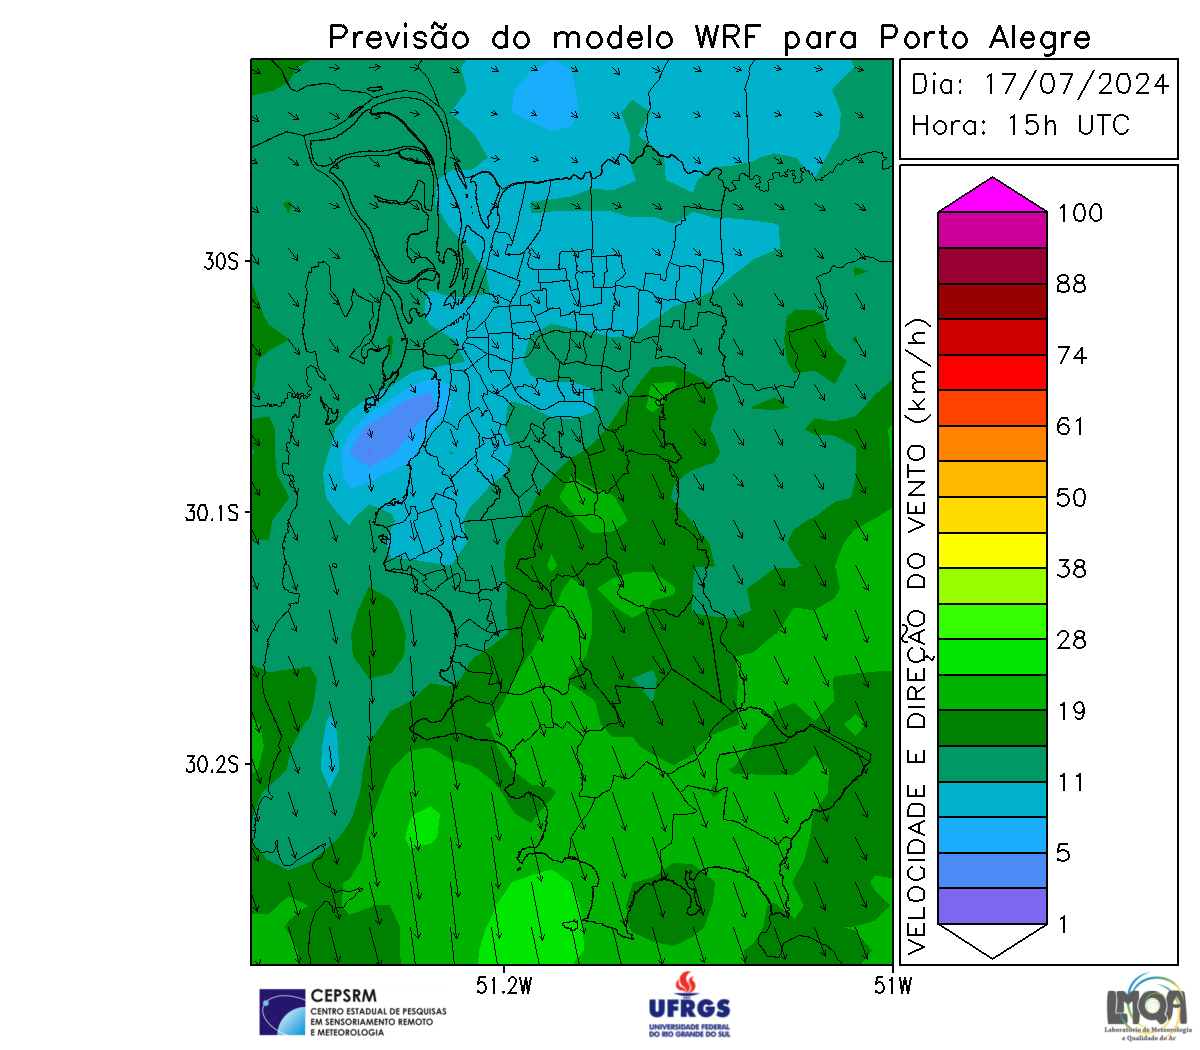 Previsão do modelo WRF para Porto Alegre
Dia: 17/07/2024
Hora: 15h UTC
30S
30.1S
30.2S
51.2W
51W
VELOCIDADE E DIREÇÃO DO VENTO (km/h)
100
88
74
61
50
38
28
19
11
5
1
CEPSRM
CENTRO ESTADUAL DE PESQUISAS
EM SENSORIAMENTO REMOTO
E METEOROLOGIA
UFRGS
UNIVERSIDADE FEDERAL
DO RIO GRANDE DO SUL
LMQA
Laboratório de Meteorologia
e Qualidade do Ar